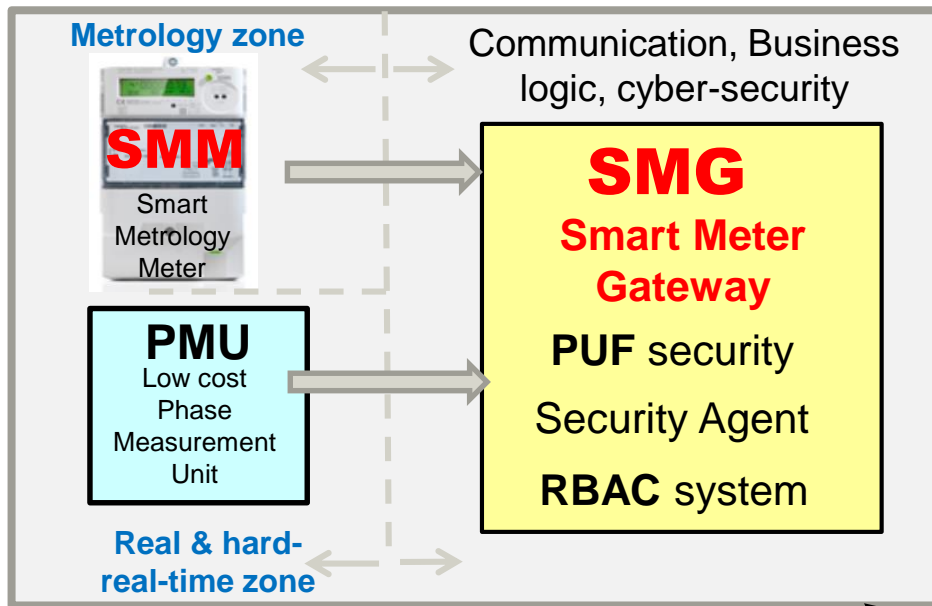 Metrology zone
SMM
Smart
Metrology
Meter
PMU
Low cost
Phase
Measurement
Unit
Real & hard-
real-time zone
Communication, Business
logic, cyber-security
SMG
Smart Meter
Gateway
PUF security
Security Agent
RBAC system